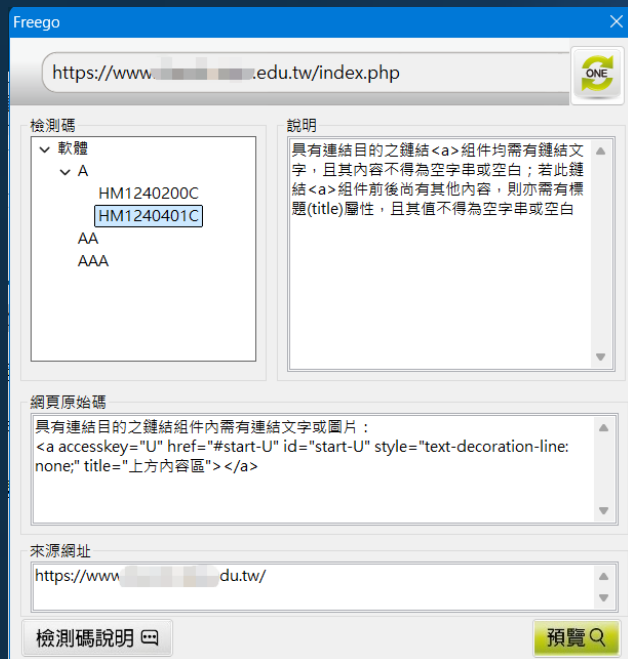 Freego
https://www.edu.tw/index.php
ONE
檢測碼
說明
軟體
A
HM1240200C
HM1240401C
AA
AAA
具有連結目的之鏈結<a>組件均需有鏈結文
字，且其內容不得為空字串或空白；若此鏈
結<a>組件前後尚有其他內容，則亦需有標
題(title)屬性，且其值不得為空字串或空白
網頁原始碼
具有連結目的之鏈結組件內需有連結文字或圖片：
<a accesskey="U" href="#start-U" id="start-U" style="text-decoration-line:
none;" title="上方內容區"></a>
來源網址
https://www du.tw/
檢測碼說明
預覽